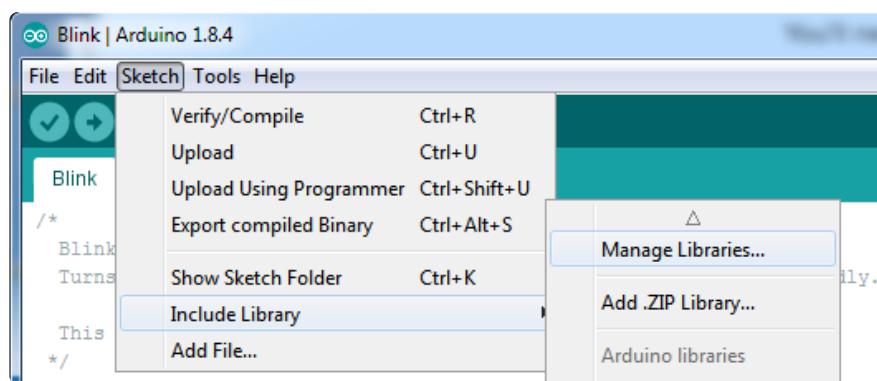 Blink | Arduino 1.8.4
File Edit Sketch Tools Help
Verify/Compile Ctrl+R
Upload Ctrl+U
Blink
Upload Using Programmer Ctrl+Shift+U
/*
Export compiled Binary Ctrl+Alt+S
Blink
Manage Libraries...
Turns Show Sketch Folder Ctrl+K dly.
Add .ZIP Library...
Include Library
This
Add File... Arduino libraries
*/